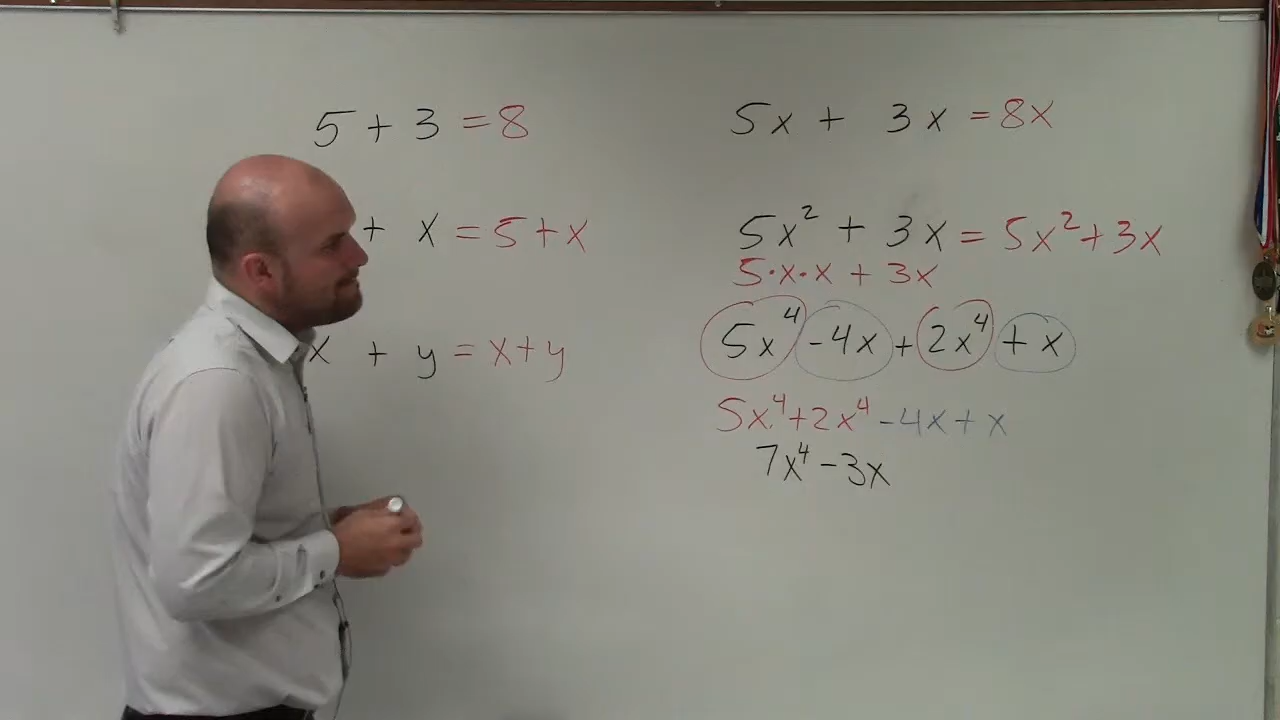 5 + 3 = 8
+ x = 5 + x
x + y = x + y
5x + 3x = 8x
5x² + 3x = 5x² + 3x
5·x·x + 3x
5x⁴ - 4x + 2x⁴ + x
5x⁴ + 2x⁴ - 4x + x
7x⁴ - 3x